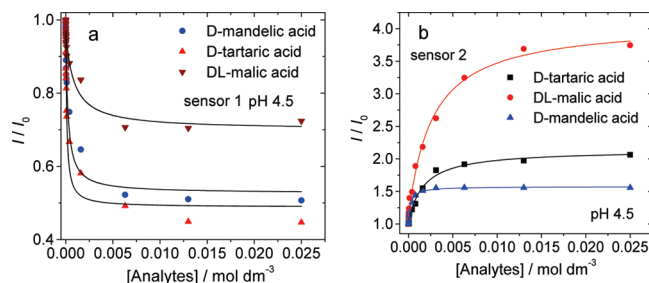 a
D-mandelic acid
D-tartaric acid
DL-malic acid
sensor 1 pH 4.5
I / I0
1.0
0.8
0.6
0.4
0.000 0.005 0.010 0.015 0.020 0.025
[Analytes] / mol dm-3
b
sensor 2
D-tartaric acid
DL-malic acid
D-mandelic acid
pH 4.5
I / I0
4.0
3.5
3.0
2.5
2.0
1.5
1.0
0.000 0.005 0.010 0.015 0.020 0.025
[Analytes] / mol dm-3